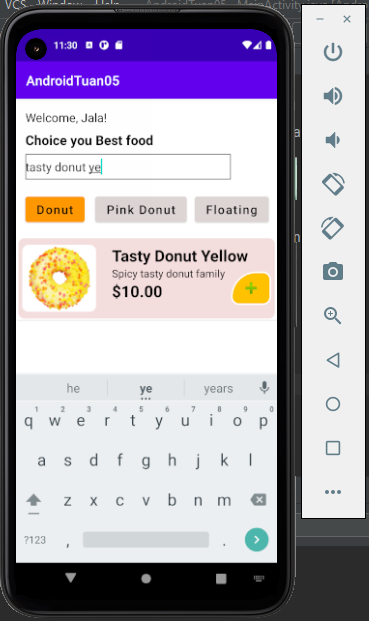 VCS Window Help AndroidTuan05
11:30
AndroidTuan05
Welcome, Jala!
Choice you Best food
tasty donut ye
Donut Pink Donut Floating
Tasty Donut Yellow
Spicy tasty donut family
$10.00
+
he ye years
1 2 3 4 5 6 7 8 9 0
q w e r t y u i o p
a s d f g h j k l
z x c v b n m
?123 , .